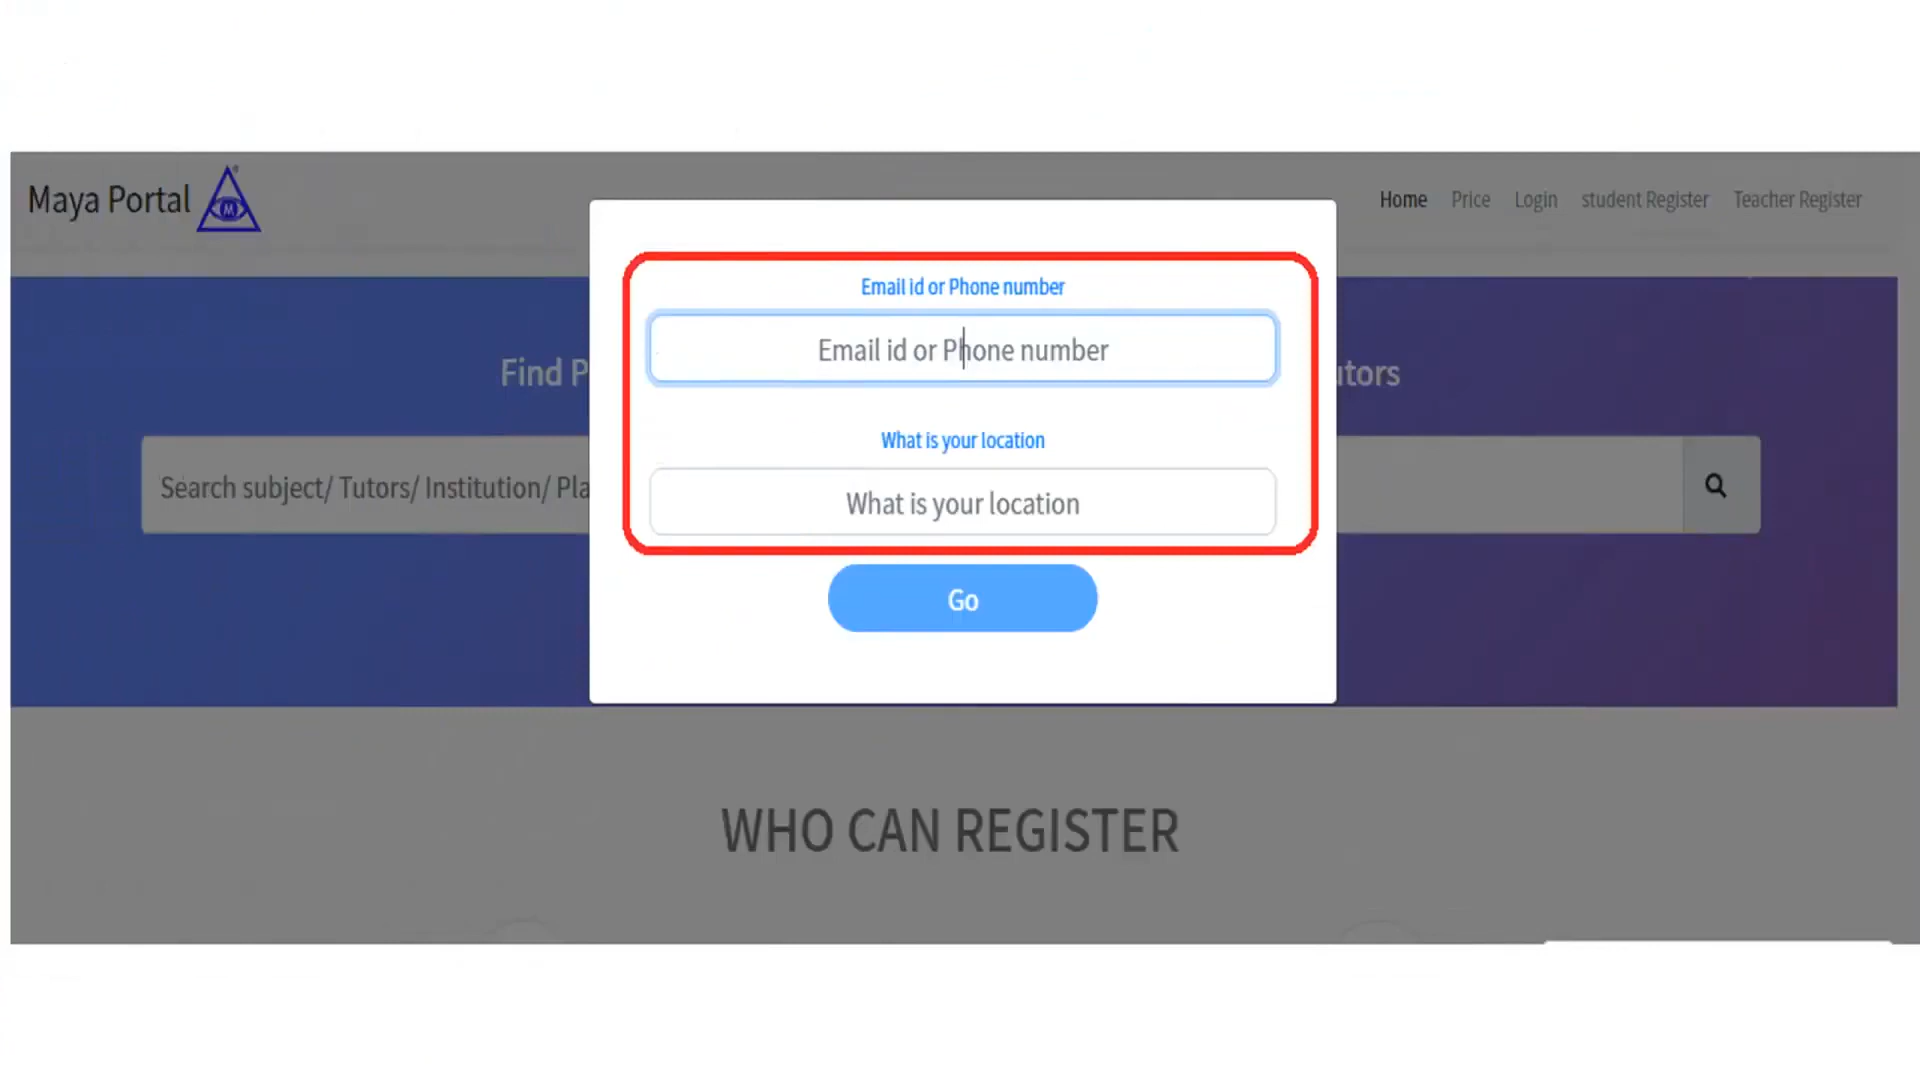 Maya Portal
M
Home Price Login student Register Teacher Register
Email id or Phone number
Email id or Phone number
Find
utors
What is your location
Search subject/ Tutors/ Institution/ Pla
What is your location
Go
WHO CAN REGISTER